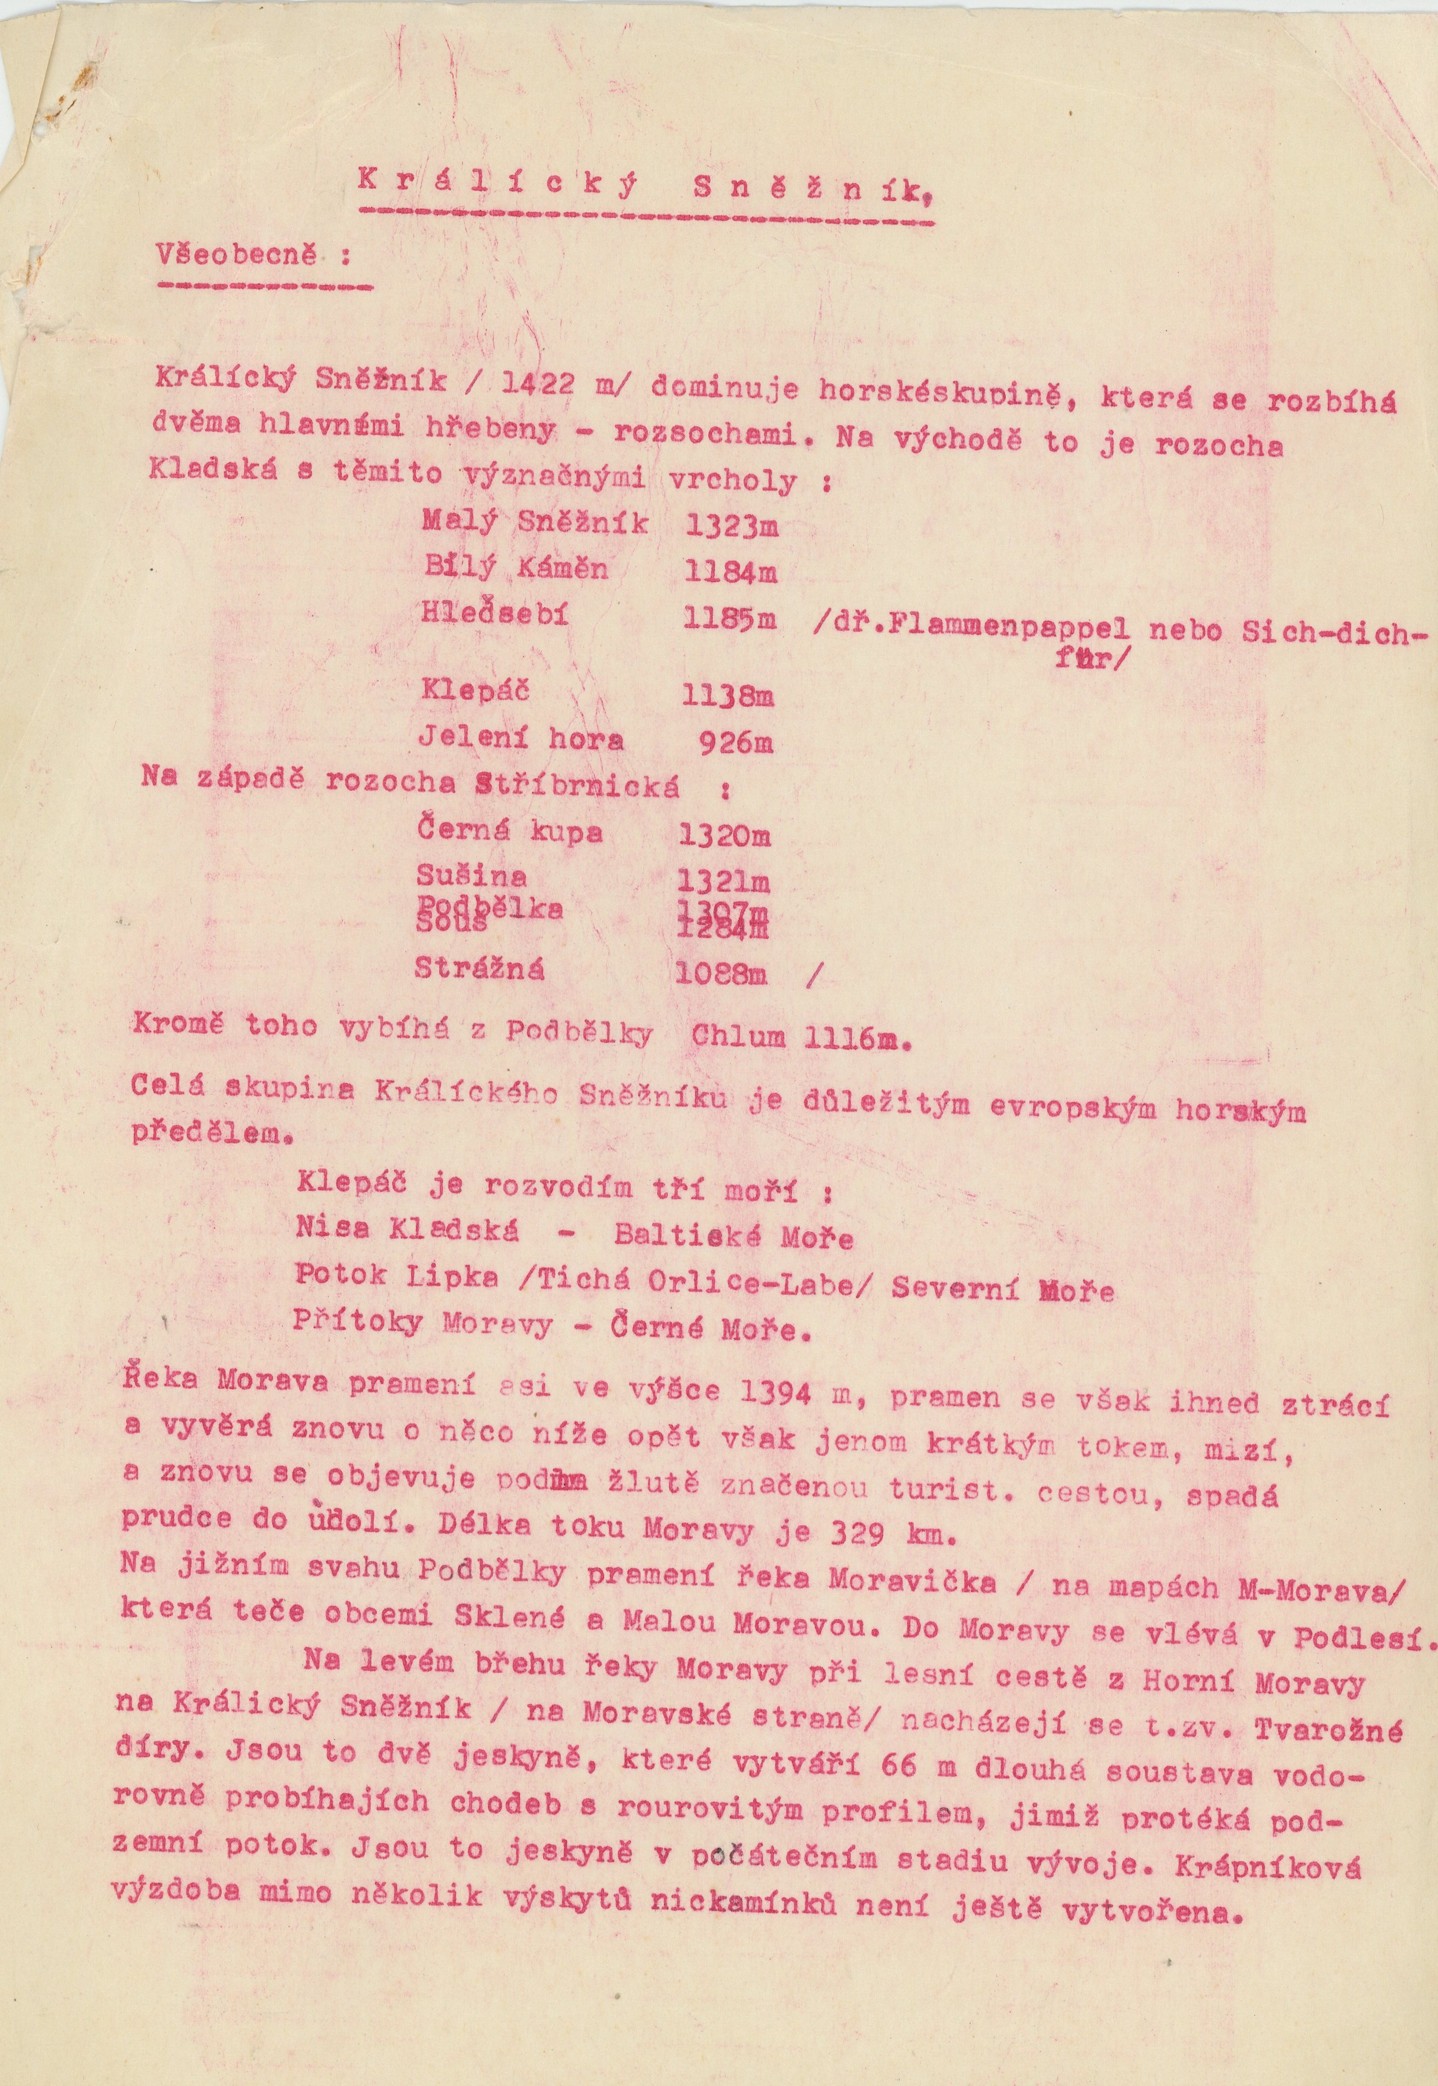 Králícký Sněžník,
Všeobecně :
Králícký Sněžník / 1422 m/ dominuje horskéskupině, která se rozbíhá
dvěma hlavními hřebeny - rozsochami. Na východě to je rozocha
Kladská s těmito význačnými vrcholy :
Malý Sněžník 1323m
Bílý Káměn 1184m
Hleďsebí 1185m /dř.Flammenpappel nebo Sich-dich-
für/
Klepáč 1138m
Jelení hora 926m
Na západě rozocha Stříbrnická :
Černá kupa 1320m
Sušina 1321m
Podbělka 1307m
Souš 1284m
Strážná 1088m /
Kromě toho vybíhá z Podbělky Chlum 1116m.
Celá skupina Králíckého Sněžníku je důležitým evropským horským
předělem.
Klepáč je rozvodím tří moří :
Nisa Kladská - Baltické Moře
Potok Lipka /Tichá Orlice-Labe/ Severní Moře
Přítoky Moravy - Černé Moře.
Řeka Morava pramení asi ve výšce 1394 m, pramen se však ihned ztrácí
a vyvěrá znovu o něco níže opět však jenom krátkým tokem, mizí,
a znovu se objevuje pod žlutě značenou turist. cestou, spadá
prudce do údolí. Délka toku Moravy je 329 km.
Na jižním svahu Podbělky pramení řeka Moravička / na mapách M-Morava/
která teče obcemi Sklené a Malou Moravou. Do Moravy se vlévá v Podlesí.
Na levém břehu řeky Moravy při lesní cestě z Horní Moravy
na Králický Sněžník / na Moravské straně/ nacházejí se t.zv. Tvarožné
díry. Jsou to dvě jeskyně, které vytváří 66 m dlouhá soustava vodo-
rovně probíhajích chodeb s rourovitým profilem, jimiž protéká pod-
zemní potok. Jsou to jeskyně v počátečním stadiu vývoje. Krápníková
výzdoba mimo několik výskytů nickamínků není ještě vytvořena.